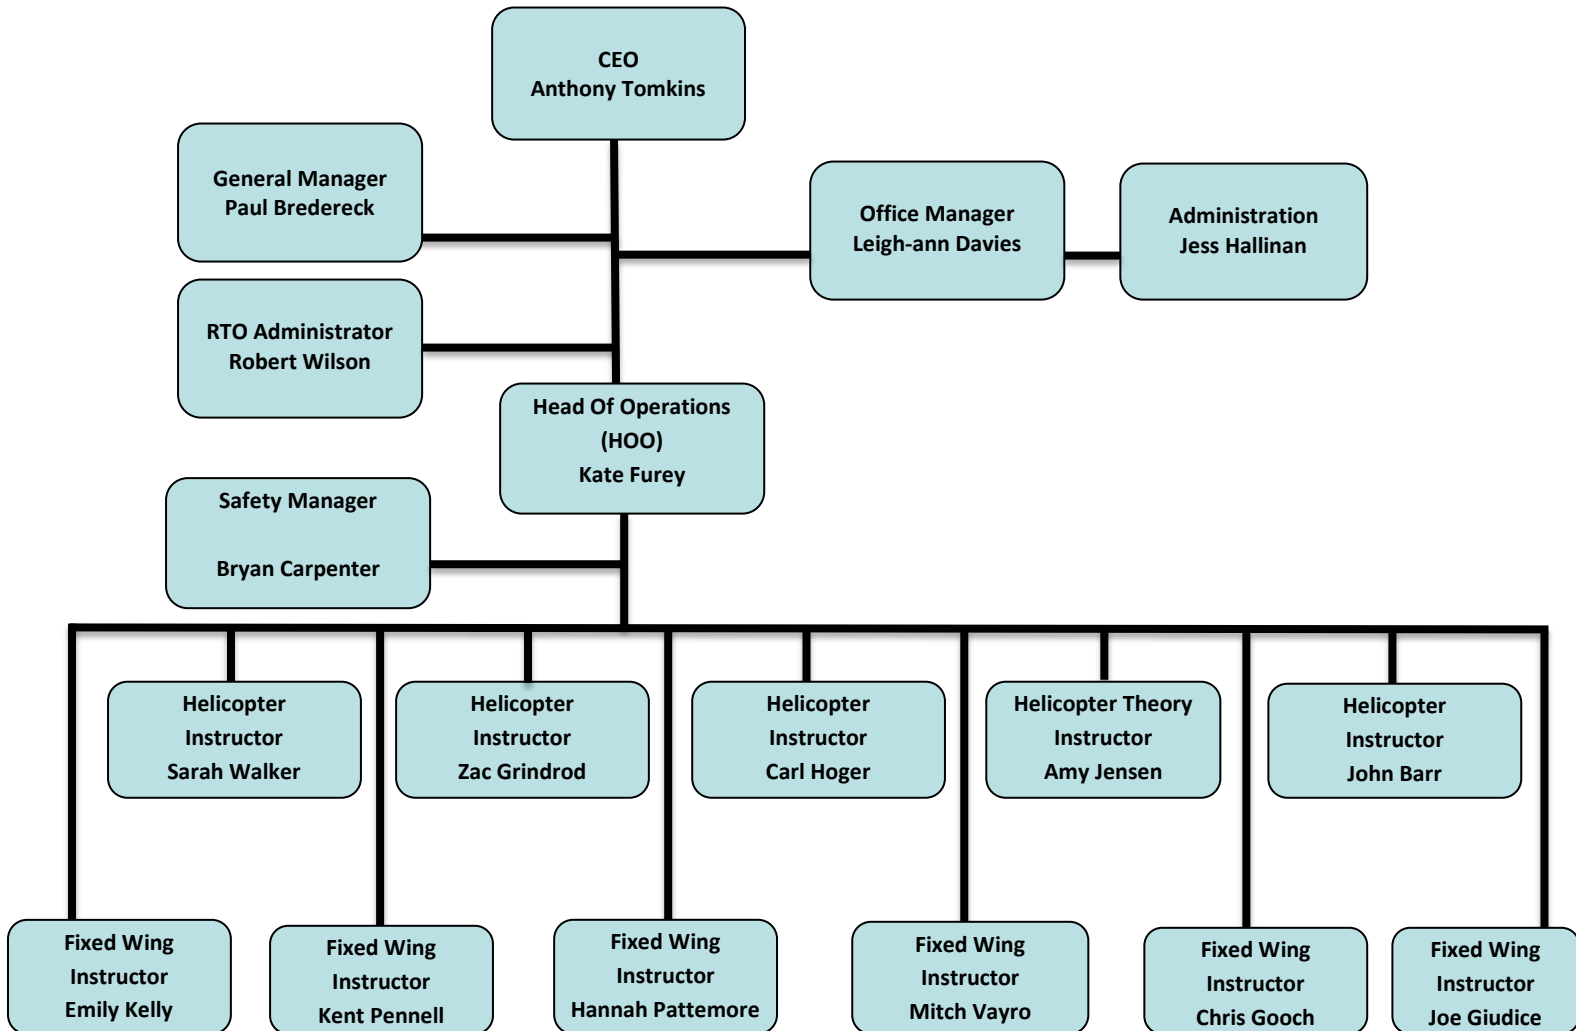 CEO
Anthony Tomkins
General Manager
Paul Bredereck
Office Manager
Leigh-ann Davies
Administration
Jess Hallinan
RTO Administrator
Robert Wilson
Head Of Operations
(HOO)
Kate Furey
Safety Manager
Bryan Carpenter
Helicopter
Instructor
Sarah Walker
Helicopter
Instructor
Zac Grindrod
Helicopter
Instructor
Carl Hoger
Helicopter Theory
Instructor
Amy Jensen
Helicopter
Instructor
John Barr
Fixed Wing
Instructor
Emily Kelly
Fixed Wing
Instructor
Kent Pennell
Fixed Wing
Instructor
Hannah Pattemore
Fixed Wing
Instructor
Mitch Vayro
Fixed Wing
Instructor
Chris Gooch
Fixed Wing
Instructor
Joe Giudice